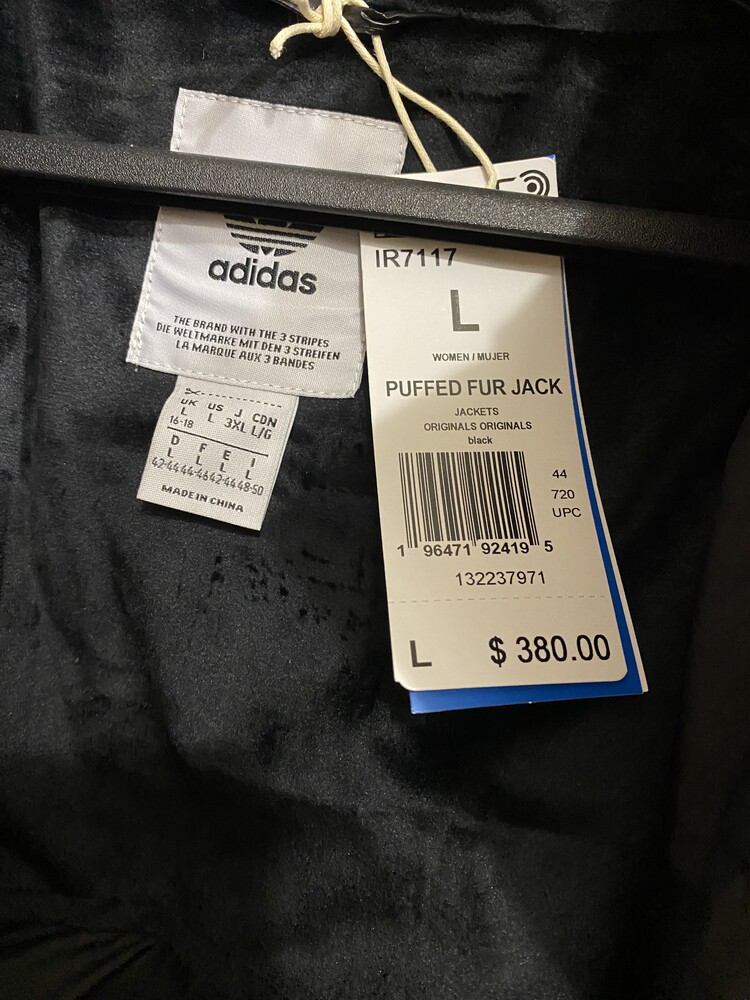 adidas
THE BRAND WITH THE 3 STRIPES
DIE WELTMARKE MIT DEN 3 STREIFEN
LA MARQUE AUX 3 BANDES
UK US J CDN
L L 3XL L/G
16-18
D F E I
L L L L
42-44 44-46 42-44 48-50
MADE IN CHINA
IR7117
L
WOMEN / MUJER
PUFFED FUR JACK
JACKETS
ORIGINALS ORIGINALS
black
44
720
UPC
1 96471 92419 5
132237971
L $ 380.00